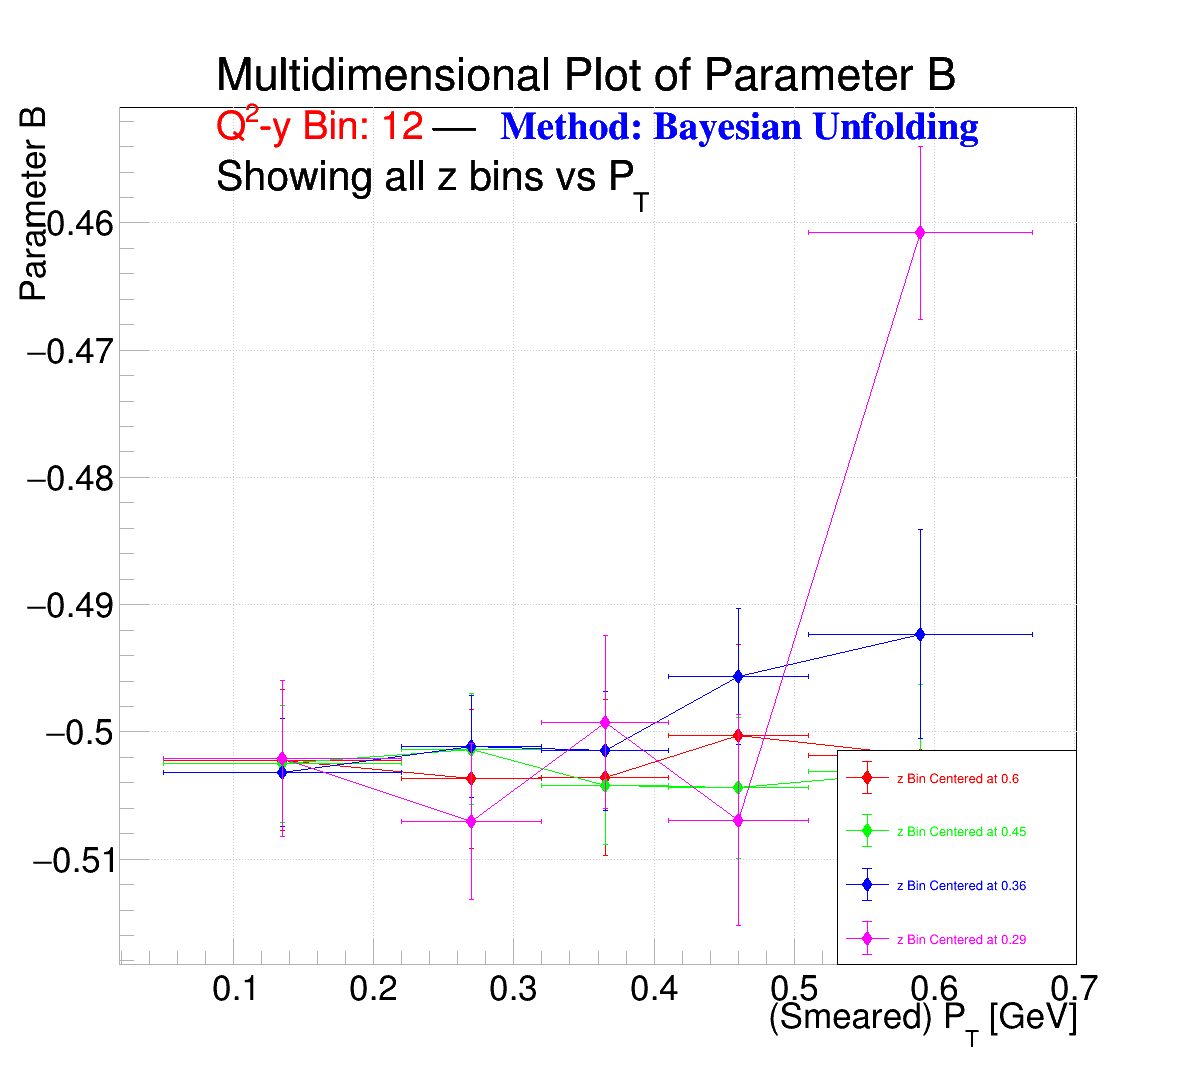 Multidimensional Plot of Parameter B
Q²-y Bin: 12 — Method: Bayesian Unfolding
Showing all z bins vs P_T
Parameter B
−0.46
−0.47
−0.48
−0.49
−0.5
−0.51
z Bin Centered at 0.6
z Bin Centered at 0.45
z Bin Centered at 0.36
z Bin Centered at 0.29
0.1 0.2 0.3 0.4 0.5 0.6 0.7
(Smeared) P_T [GeV]